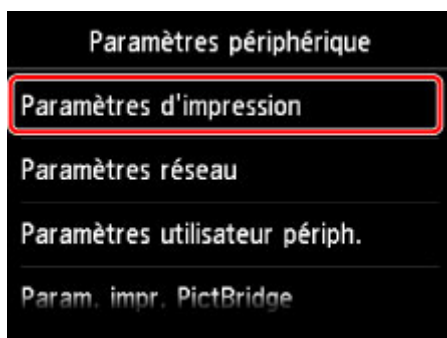 Paramètres périphérique
Paramètres d'impression
Paramètres réseau
Paramètres utilisateur périph.
Param. impr. PictBridge